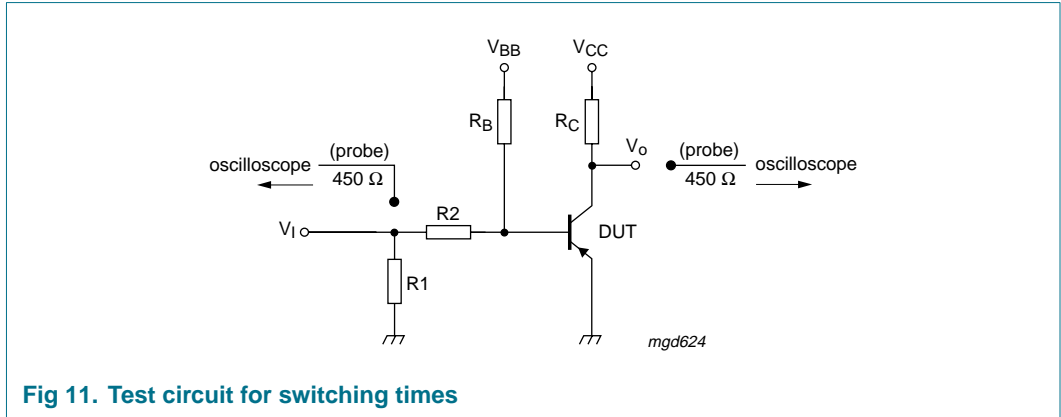 VBB
VCC
RB
RC
Vo
(probe)
450 Ω
oscilloscope
(probe)
450 Ω
oscilloscope
R2
VI
DUT
R1
mgd624
Fig 11. Test circuit for switching times